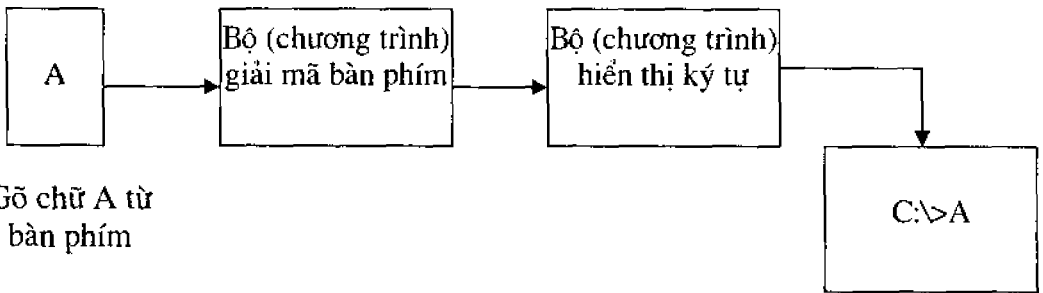 A
Bộ (chương trình)
giải mã bàn phím
Bộ (chương trình)
hiển thị ký tự
Gõ chữ A từ
bàn phím
C:\>A